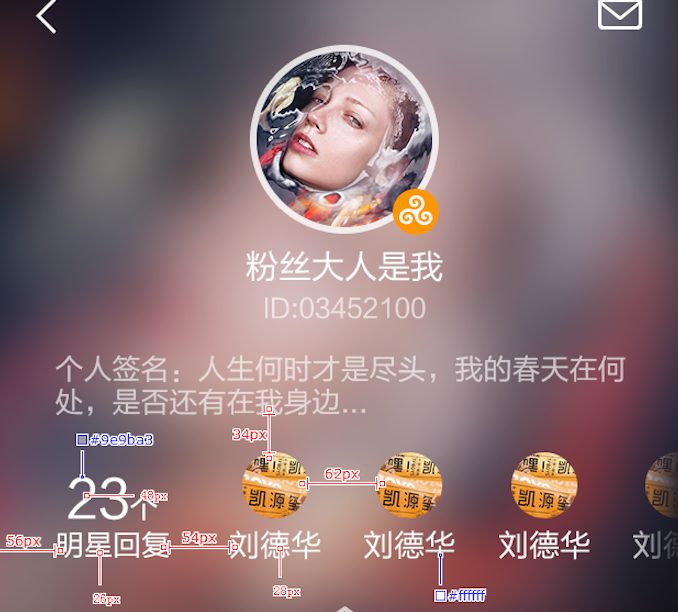 粉丝大人是我
ID:03452100
个人签名：人生何时才是尽头，我的春天在何
处，是否还有在我身边...
34px
#9e9ba3
62px
23个
48px
56px
明星回复
54px
刘德华
刘德华
刘德华
26px
28px
#ffffff